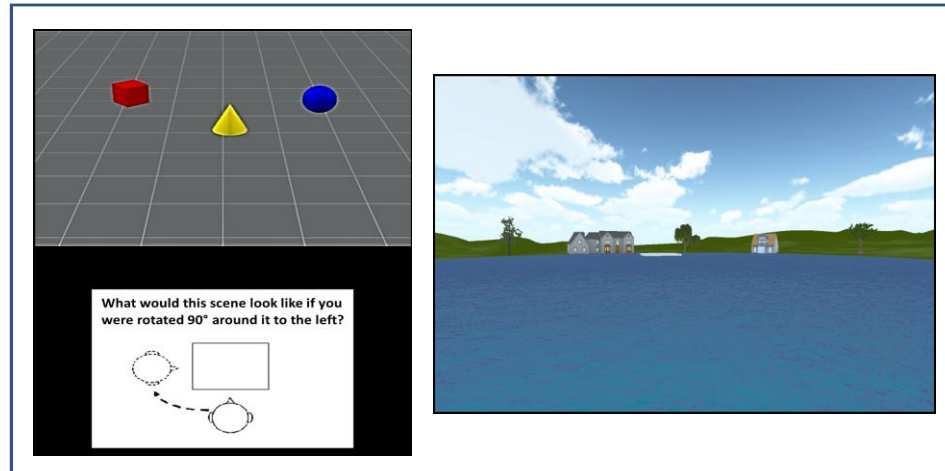 What would this scene look like if you
were rotated 90° around it to the left?